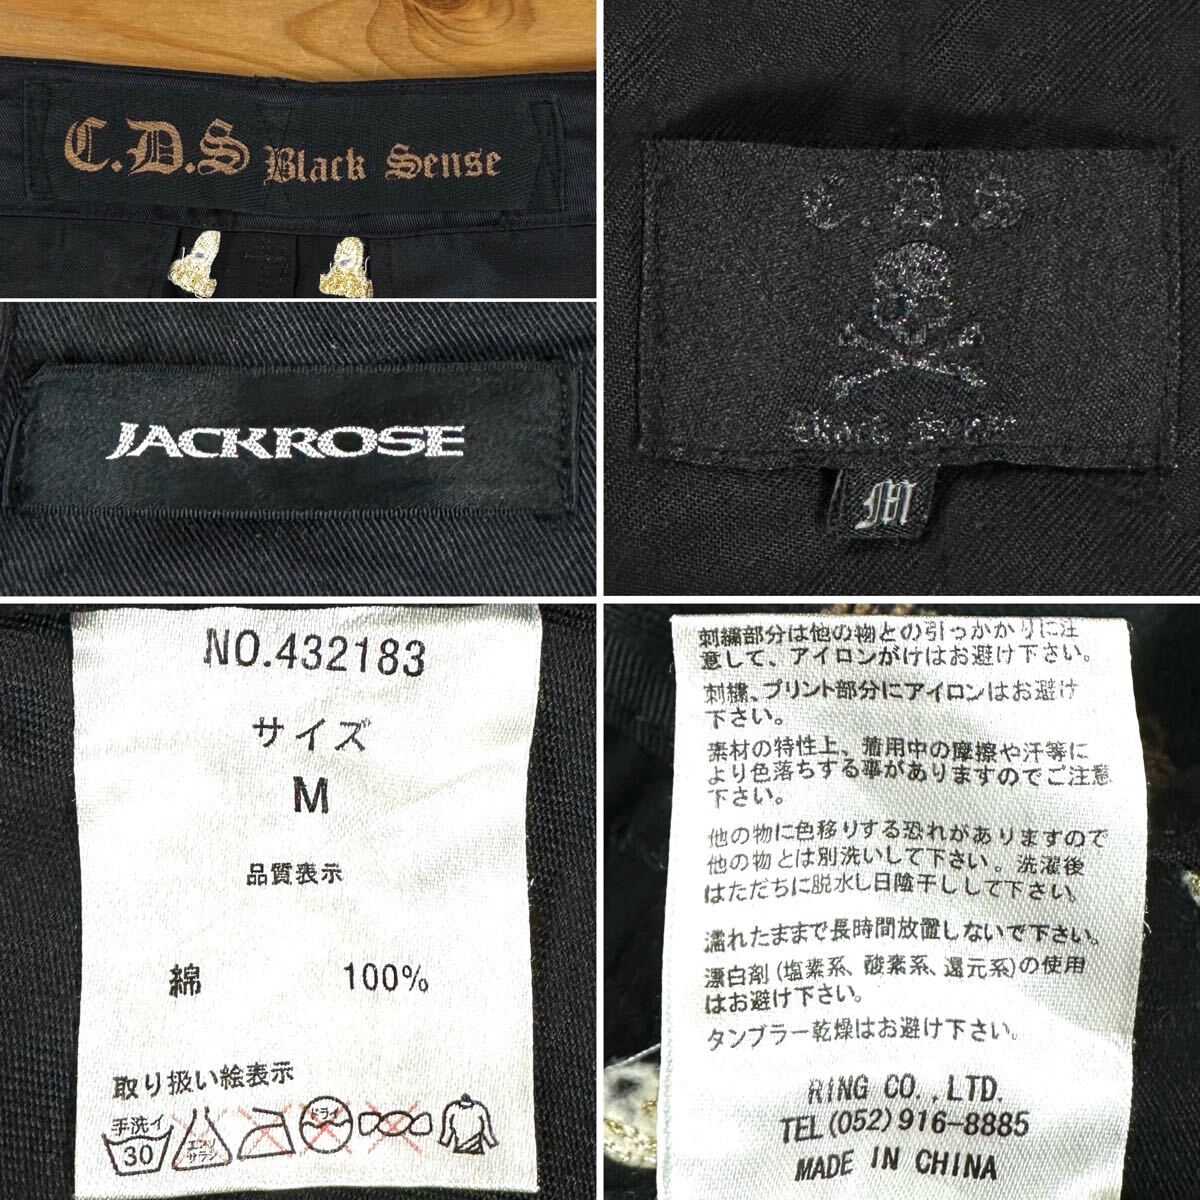 C.D.S Black Sense
C.D.S
Black Sense
M
JACKROSE
NO.432183
サイズ
M
品質表示
綿 100%
取り扱い絵表示
手洗イ
30
エンソ
サラシ
ドライ
刺繍部分は他の物との引っかかりに注
意して、アイロンがけはお避け下さい。
刺繍、プリント部分にアイロンはお避け
下さい。
素材の特性上、着用中の摩擦や汗等に
より色落ちする事がありますのでご注意
下さい。
他の物に色移りする恐れがありますので
他の物とは別洗いして下さい。洗濯後
はただちに脱水し日陰干しして下さい。
濡れたままで長時間放置しないで下さい。
漂白剤(塩素系、酸素系、還元系)の使用
はお避け下さい。
タンブラー乾燥はお避け下さい。
RING CO.,LTD.
TEL(052)916-8885
MADE IN CHINA